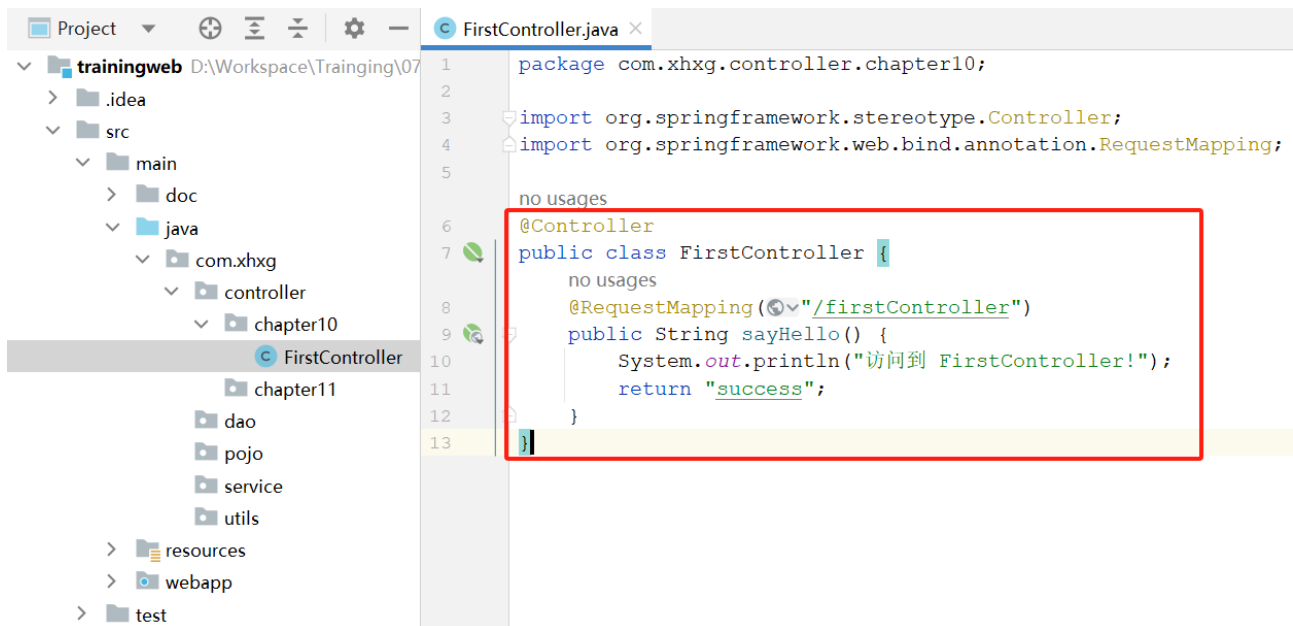 Project
trainingweb D:\Workspace\Trainging\07
.idea
src
main
doc
java
com.xhxg
controller
chapter10
FirstController
chapter11
dao
pojo
service
utils
resources
webapp
test
FirstController.java
1 package com.xhxg.controller.chapter10;
2
3 import org.springframework.stereotype.Controller;
4 import org.springframework.web.bind.annotation.RequestMapping;
5
no usages
6 @Controller
7 public class FirstController {
no usages
8 @RequestMapping("/firstController")
9 public String sayHello() {
10 System.out.println("访问到 FirstController!");
11 return "success";
12 }
13 }